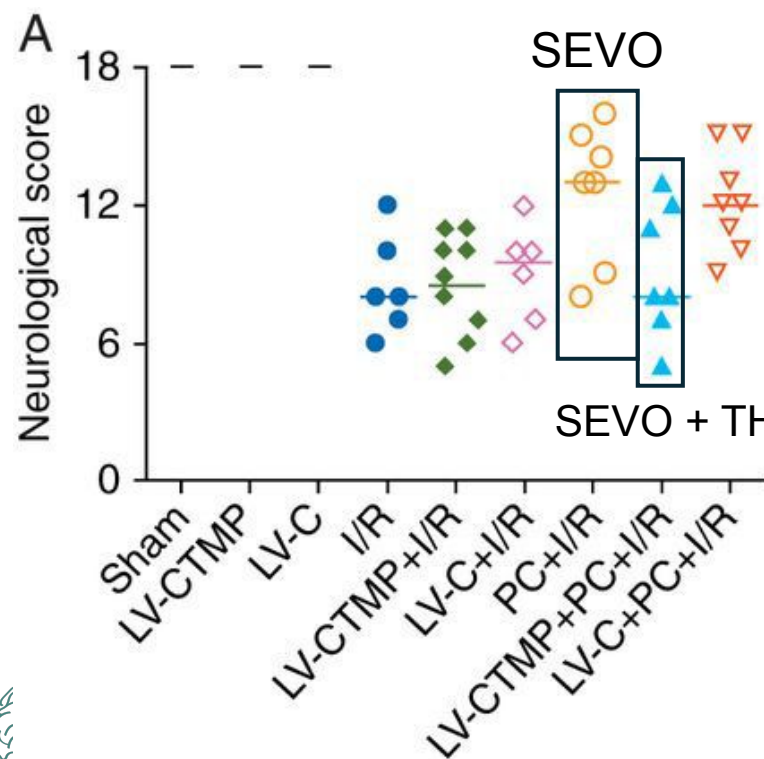 A
SEVO
18
12
6
0
Neurological score
SEVO + TH
Sham
LV-CTMP
LV-C
I/R
LV-CTMP+I/R
LV-C+I/R
PC+I/R
LV-CTMP+PC+I/R
LV-C+PC+I/R